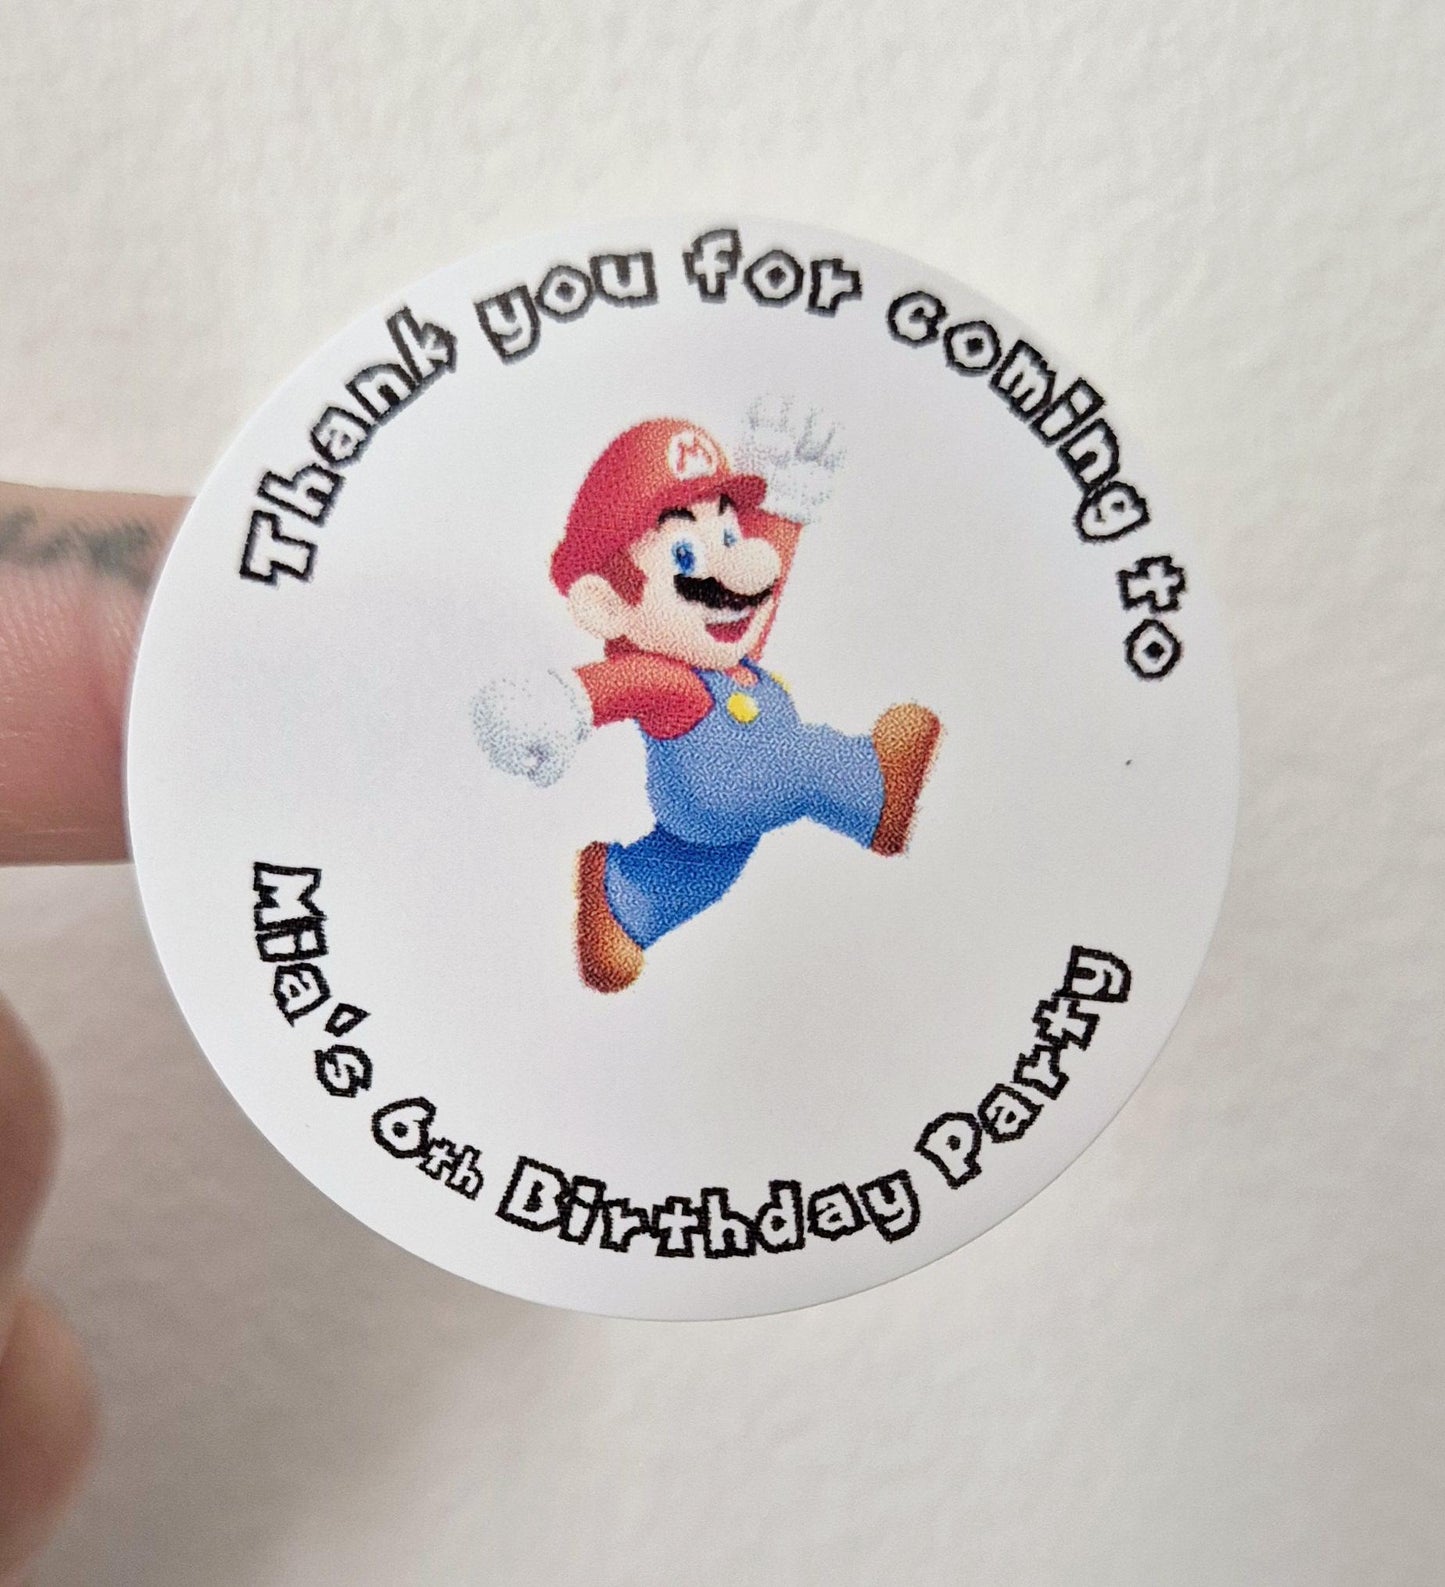 Thank you for coming to
M
Mia's 6th Birthday Party